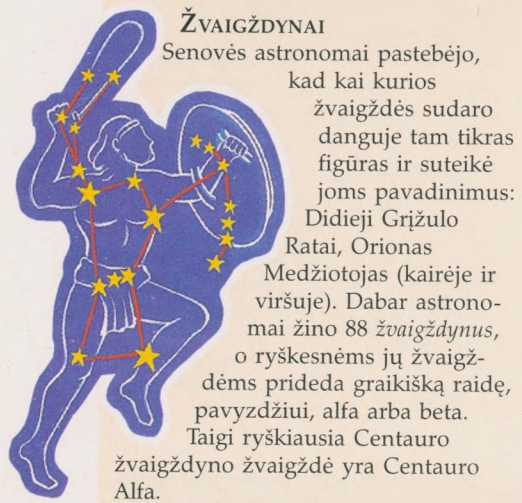 ŽVAIGŽDYNAI
Senovės astronomai pastebėjo,
kad kai kurios
žvaigždės sudaro
danguje tam tikras
figūras ir suteikė
joms pavadinimus:
Didieji Grįžulo
Ratai, Orionas
Medžiotojas (kairėje ir
viršuje). Dabar astrono-
mai žino 88 žvaigždynus,
o ryškesnėms jų žvaigž-
dėms prideda graikišką raidę,
pavyzdžiui, alfa arba beta.
Taigi ryškiausia Centauro
žvaigždyno žvaigždė yra Centauro
Alfa.